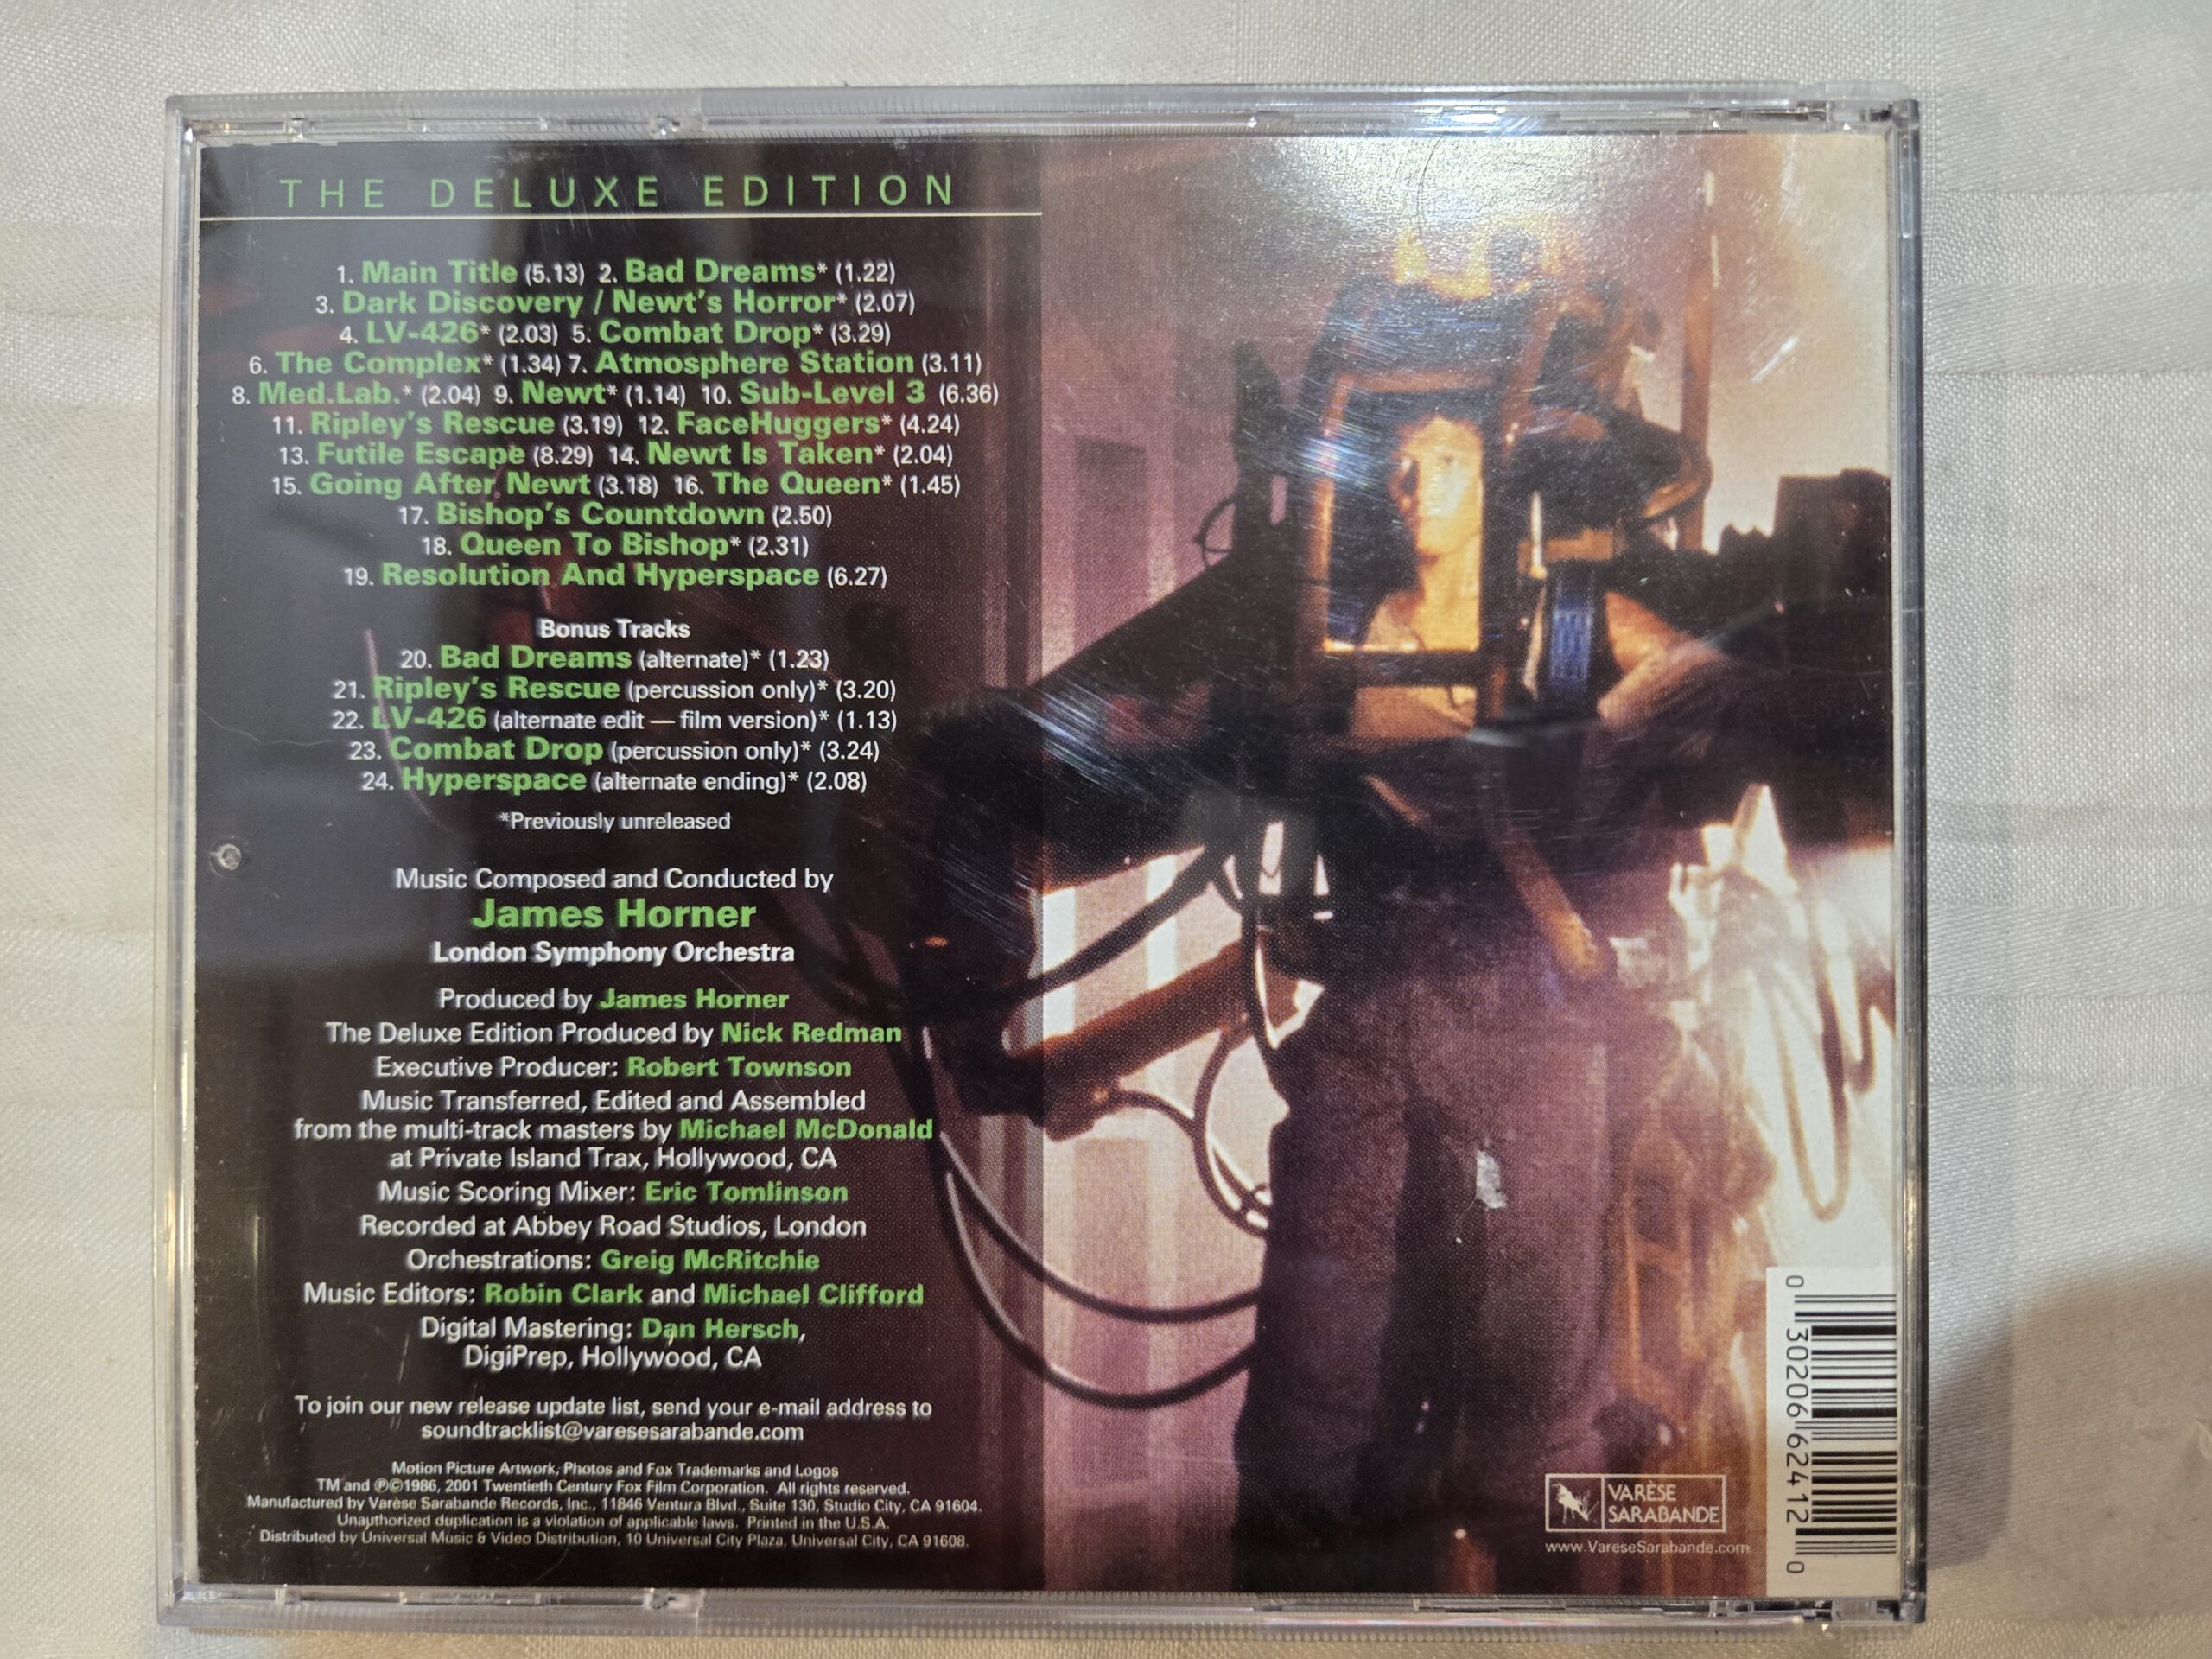 THE DELUXE EDITION
1. Main Title (5.13) 2. Bad Dreams* (1.22)
3. Dark Discovery / Newt's Horror* (2.07)
4. LV-426* (2.03) 5. Combat Drop* (3.29)
6. The Complex* (1.34) 7. Atmosphere Station (3.11)
8. Med.Lab.* (2.04) 9. Newt* (1.14) 10. Sub-Level 3 (6.36)
11. Ripley's Rescue (3.19) 12. FaceHuggers* (4.24)
13. Futile Escape (8.29) 14. Newt Is Taken* (2.04)
15. Going After Newt (3.18) 16. The Queen* (1.45)
17. Bishop's Countdown (2.50)
18. Queen To Bishop* (2.31)
19. Resolution And Hyperspace (6.27)
Bonus Tracks
20. Bad Dreams (alternate)* (1.23)
21. Ripley's Rescue (percussion only)* (3.20)
22. LV-426 (alternate edit — film version)* (1.13)
23. Combat Drop (percussion only)* (3.24)
24. Hyperspace (alternate ending)* (2.08)
*Previously unreleased
Music Composed and Conducted by
James Horner
London Symphony Orchestra
Produced by James Horner
The Deluxe Edition Produced by Nick Redman
Executive Producer: Robert Townson
Music Transferred, Edited and Assembled
from the multi-track masters by Michael McDonald
at Private Island Trax, Hollywood, CA
Music Scoring Mixer: Eric Tomlinson
Recorded at Abbey Road Studios, London
Orchestrations: Greig McRitchie
Music Editors: Robin Clark and Michael Clifford
Digital Mastering: Dan Hersch,
DigiPrep, Hollywood, CA
To join our new release update list, send your e-mail address to
soundtracklist@varesesarabande.com
Motion Picture Artwork, Photos and Fox Trademarks and Logos
TM and ℗©1986, 2001 Twentieth Century Fox Film Corporation. All rights reserved.
Manufactured by Varèse Sarabande Records, Inc., 11846 Ventura Blvd., Suite 130, Studio City, CA 91604.
Unauthorized duplication is a violation of applicable laws. Printed in the U.S.A.
Distributed by Universal Music & Video Distribution, 10 Universal City Plaza, Universal City, CA 91608.
VARÈSE
SARABANDE
www.VareseSarabande.com
0 30206 62412 0